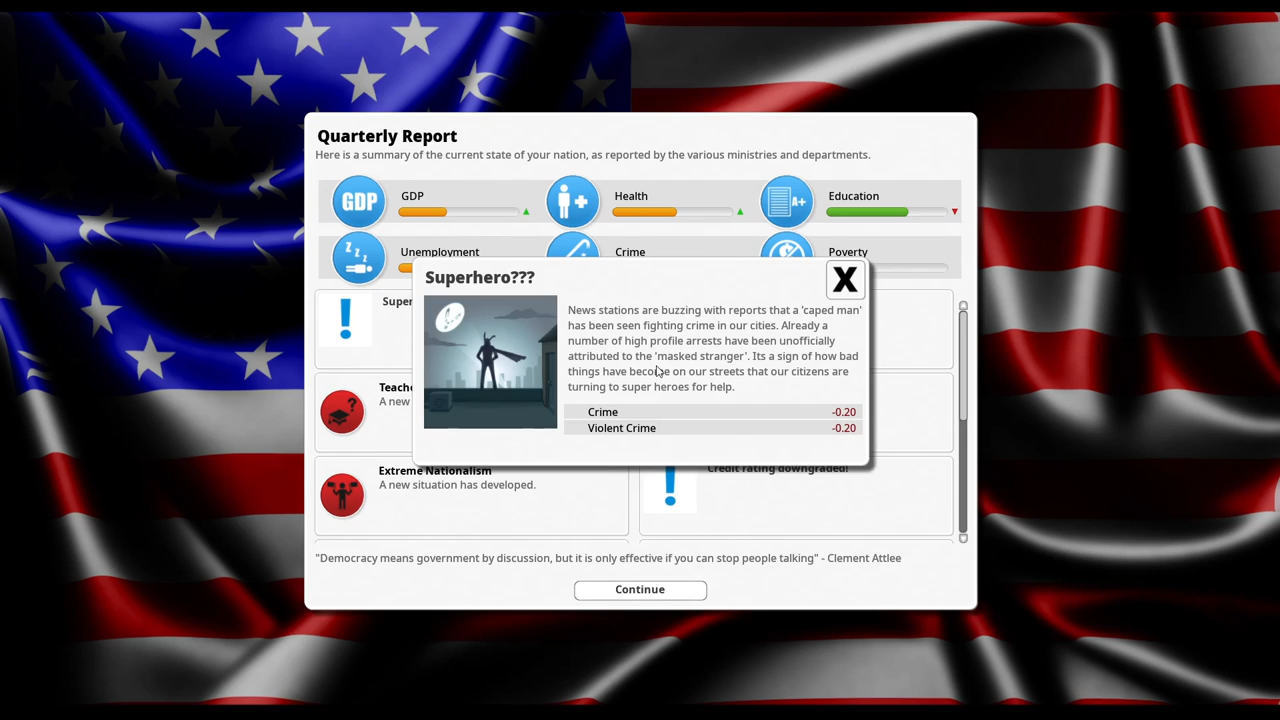 Quarterly Report
Here is a summary of the current state of your nation, as reported by the various ministries and departments.
GDP
GDP
Health
A+
Education
Z Z Z
Unemployment
Crime
Poverty
Superhero???
X
News stations are buzzing with reports that a 'caped man'
has been seen fighting crime in our cities. Already a
number of high profile arrests have been unofficially
attributed to the 'masked stranger'. Its a sign of how bad
things have become on our streets that our citizens are
turning to super heroes for help.
Crime -0.20
Violent Crime -0.20
!
Super
?
Teache
A new
Extreme Nationalism
A new situation has developed.
!
Credit rating downgraded!
"Democracy means government by discussion, but it is only effective if you can stop people talking" - Clement Attlee
Continue